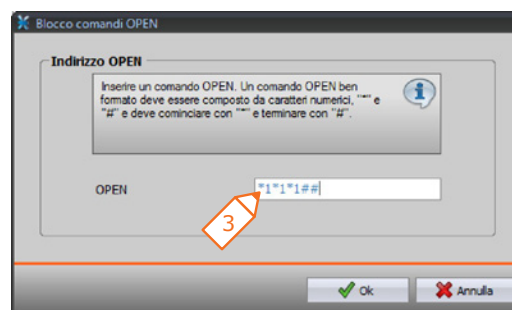 Blocco comandi OPEN
Indirizzo OPEN
Inserire un comando OPEN. Un comando OPEN ben
formato deve essere composto da caratteri numerici, "*" e
"#" e deve cominciare con "*" e terminare con "#".
OPEN
*1*1*1##
3
Ok
Annulla